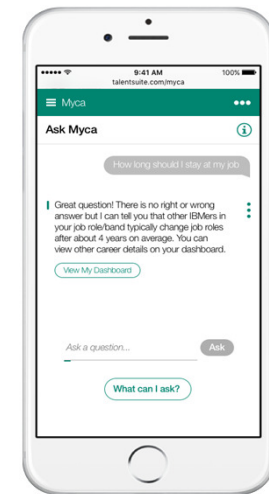 9:41 AM
100%
talentsuite.com/myca
Myca
Ask Myca
How long should I stay at my job
Great question! There is no right or wrong
answer but I can tell you that other IBMers in
your job role/band typically change job roles
after about 4 years on average. You can
view other career details on your dashboard.
View My Dashboard
Ask a question...
Ask
What can I ask?